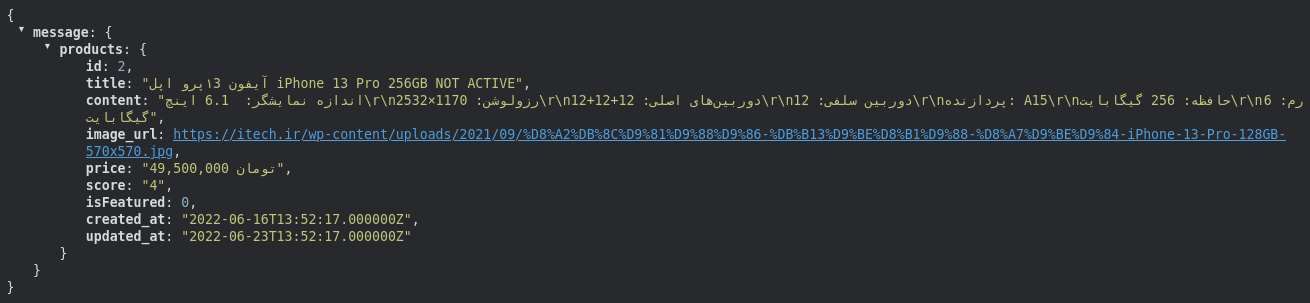 {
message: {
products: {
id: 2,
title: "آیفون ۱3پرو اپل iPhone 13 Pro 256GB NOT ACTIVE",
content: "اندازه نمایشگر:  6.1 اینچ\r\nرزولوشن: 1170×2532\r\nدوربین‌های اصلی: 12+12+12\r\nدوربین سلفی: 12\r\nپردازنده: A15\r\nحافظه: 256 گیگابایت\r\nرم: 6
گیگابایت",
image_url: https://itech.ir/wp-content/uploads/2021/09/%D8%A2%DB%8C%D9%81%D9%88%D9%86-%DB%B13%D9%BE%D8%B1%D9%88-%D8%A7%D9%BE%D9%84-iPhone-13-Pro-128GB-
570x570.jpg,
price: "49,500,000 تومان",
score: "4",
isFeatured: 0,
created_at: "2022-06-16T13:52:17.000000Z",
updated_at: "2022-06-23T13:52:17.000000Z"
}
}
}